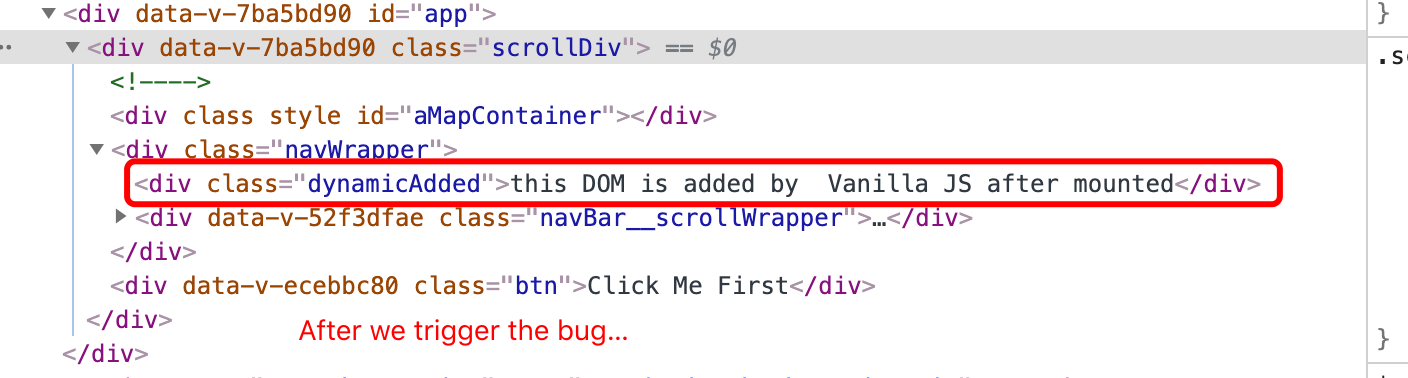 ▼<div data-v-7ba5bd90 id="app">
▼<div data-v-7ba5bd90 class="scrollDiv"> == $0
<!---->
<div class style id="aMapContainer"></div>
▼<div class="navWrapper">
<div class="dynamicAdded">this DOM is added by  Vanilla JS after mounted</div>
▶<div data-v-52f3dfae class="navBar__scrollWrapper">…</div>
</div>
<div data-v-ecebbc80 class="btn">Click Me First</div>
</div>
After we trigger the bug...
</div>
}
.s
}